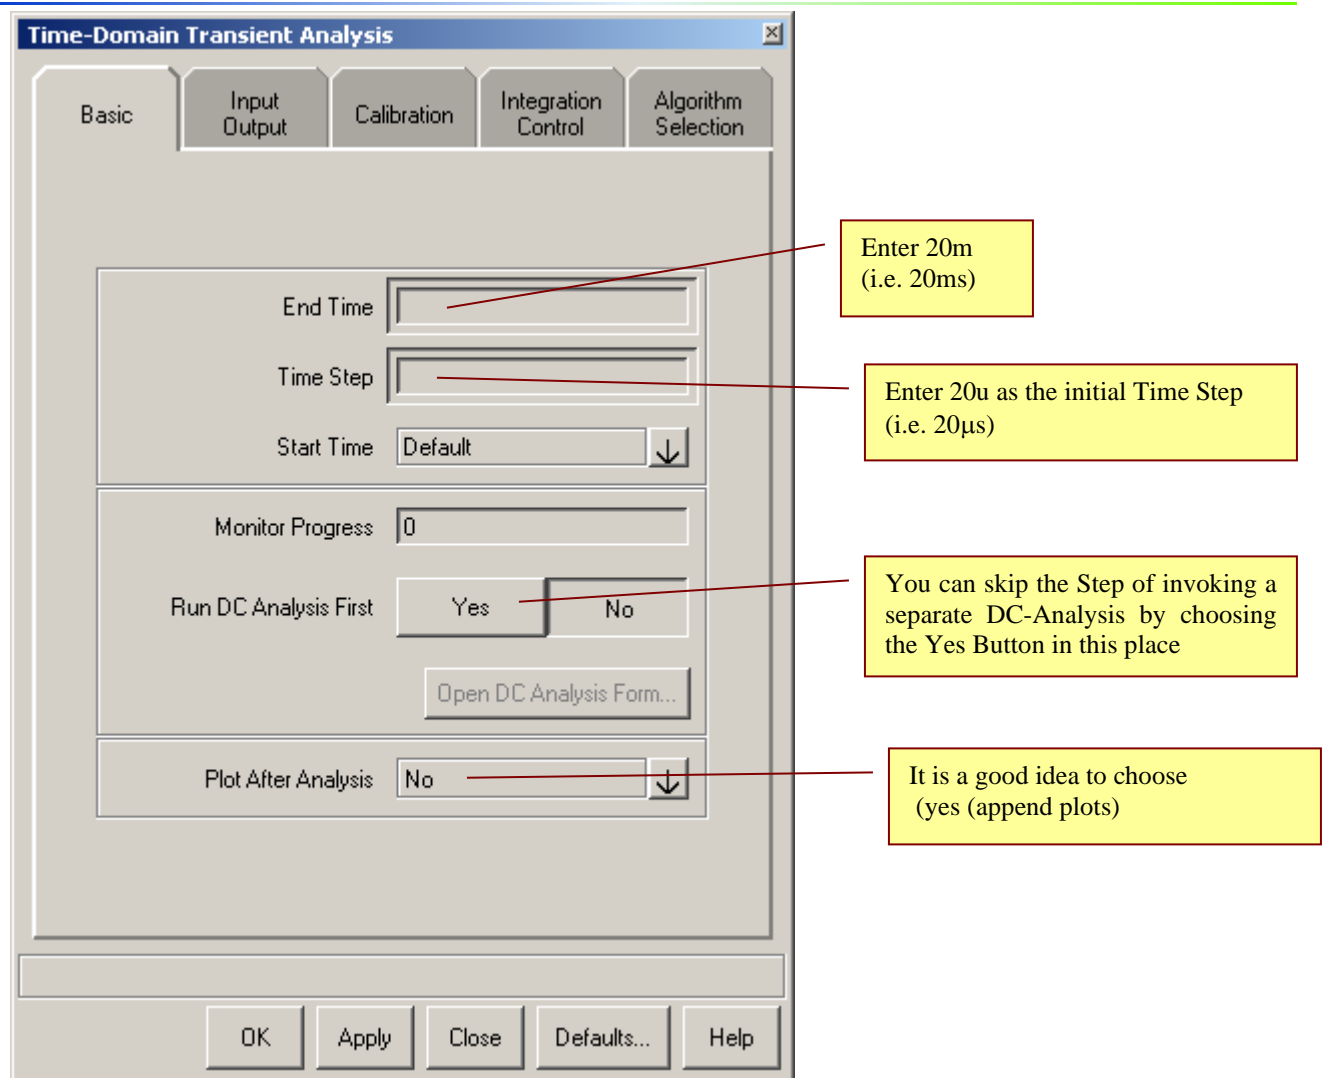 Time-Domain Transient Analysis
Basic
Input
Output
Calibration
Integration
Control
Algorithm
Selection
End Time
Time Step
Start Time Default
Monitor Progress 0
Run DC Analysis First Yes No
Open DC Analysis Form...
Plot After Analysis No
OK Apply Close Defaults... Help
Enter 20m
(i.e. 20ms)
Enter 20u as the initial Time Step
(i.e. 20μs)
You can skip the Step of invoking a
separate DC-Analysis by choosing
the Yes Button in this place
It is a good idea to choose
(yes (append plots)